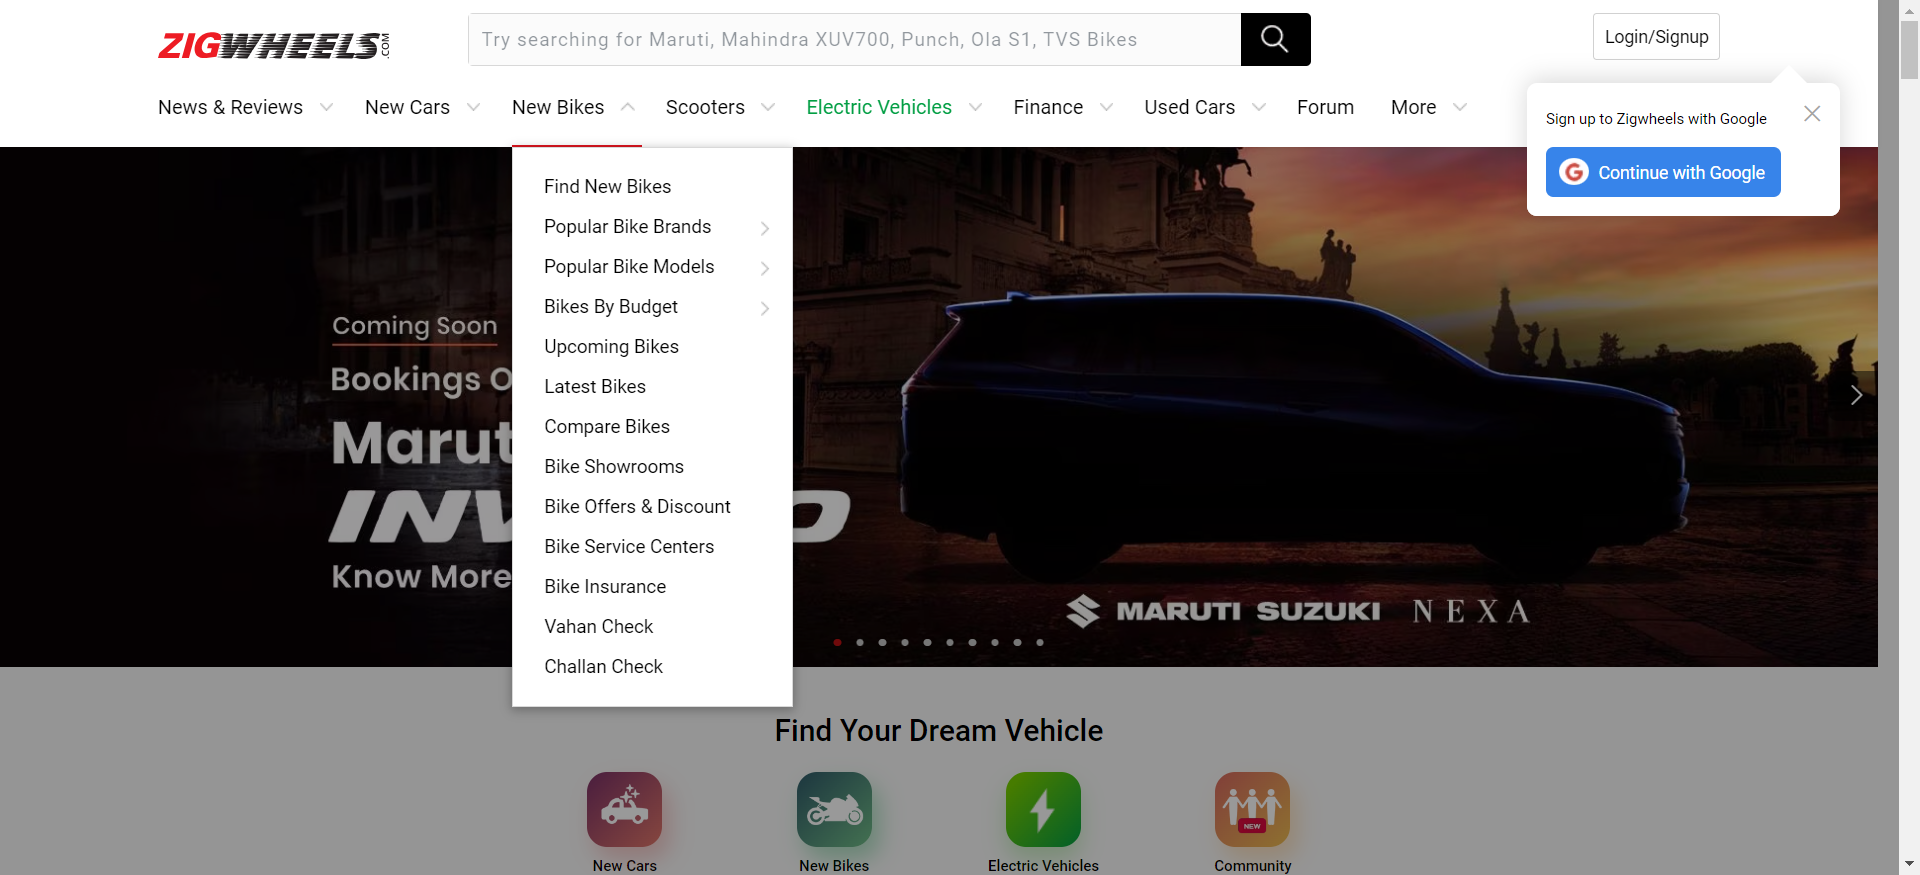 ZIGWHEELS.COM
Try searching for Maruti, Mahindra XUV700, Punch, Ola S1, TVS Bikes
Login/Signup
News & Reviews
New Cars
New Bikes
Scooters
Electric Vehicles
Finance
Used Cars
Forum
More
Sign up to Zigwheels with Google
Continue with Google
Find New Bikes
Popular Bike Brands
Popular Bike Models
Bikes By Budget
Upcoming Bikes
Latest Bikes
Compare Bikes
Bike Showrooms
Bike Offers & Discount
Bike Service Centers
Bike Insurance
Vahan Check
Challan Check
Coming Soon
Bookings O
Marut
INV O
Know More
MARUTI SUZUKI NEXA
Find Your Dream Vehicle
New Cars
New Bikes
Electric Vehicles
NEW
Community